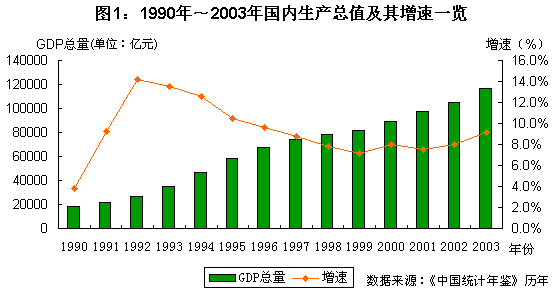 图1：1990年～2003年国内生产总值及其增速一览
GDP总量(单位：亿元) 增速（%）
140000 16.0%
120000 14.0%
100000 12.0%
80000 10.0%
60000 8.0%
40000 6.0%
20000 4.0%
0 2.0%
0.0%
1990 1991 1992 1993 1994 1995 1996 1997 1998 1999 2000 2001 2002 2003 年份
GDP总量 增速
数据来源：《中国统计年鉴》历年